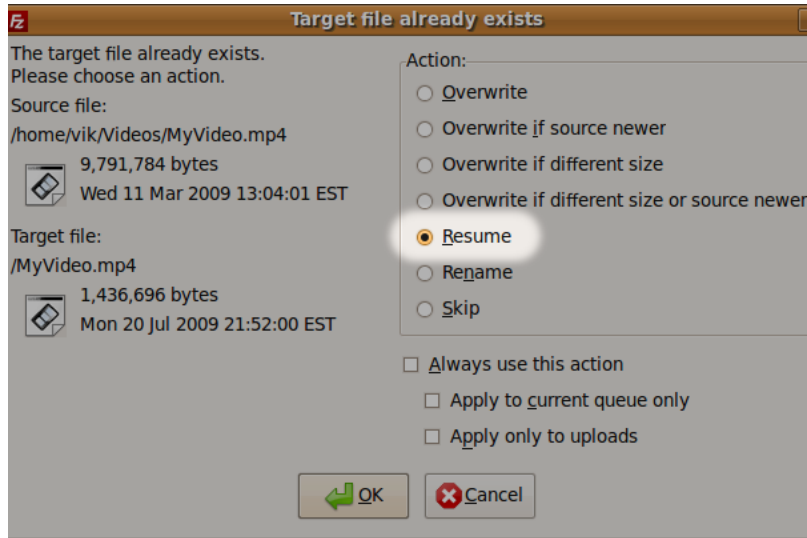 Fz
Target file already exists
The target file already exists.
Please choose an action.
Source file:
/home/vik/Videos/MyVideo.mp4
9,791,784 bytes
Wed 11 Mar 2009 13:04:01 EST
Target file:
/MyVideo.mp4
1,436,696 bytes
Mon 20 Jul 2009 21:52:00 EST
Action:
Overwrite
Overwrite if source newer
Overwrite if different size
Overwrite if different size or source newer
Resume
Rename
Skip
Always use this action
Apply to current queue only
Apply only to uploads
OK
Cancel